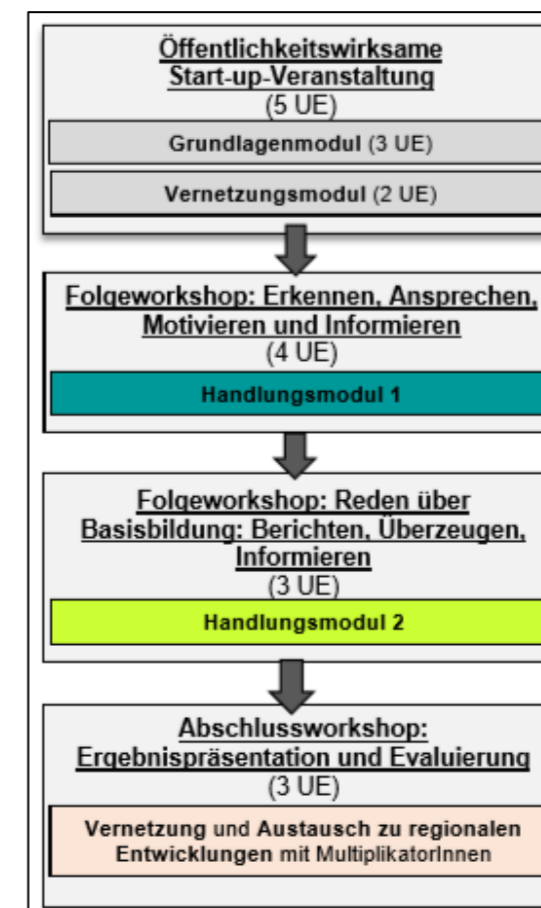 Öffentlichkeitswirksame
Start-up-Veranstaltung
(5 UE)
Grundlagenmodul (3 UE)
Vernetzungsmodul (2 UE)
Folgeworkshop: Erkennen, Ansprechen,
Motivieren und Informieren
(4 UE)
Handlungsmodul 1
Folgeworkshop: Reden über
Basisbildung: Berichten, Überzeugen,
Informieren
(3 UE)
Handlungsmodul 2
Abschlussworkshop:
Ergebnispräsentation und Evaluierung
(3 UE)
Vernetzung und Austausch zu regionalen
Entwicklungen mit MultiplikatorInnen